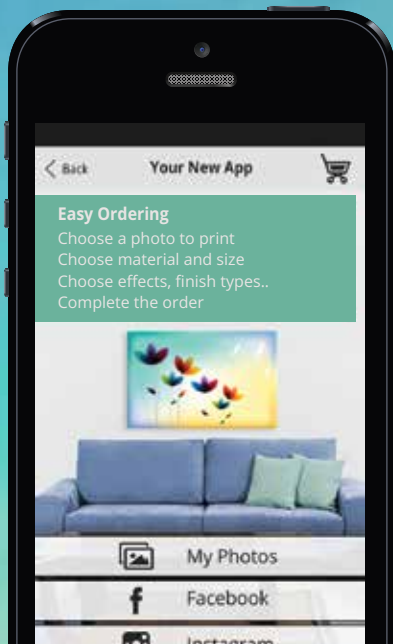 Back
Your New App
Easy Ordering
Choose a photo to print
Choose material and size
Choose effects, finish types..
Complete the order
My Photos
Facebook
Instagram